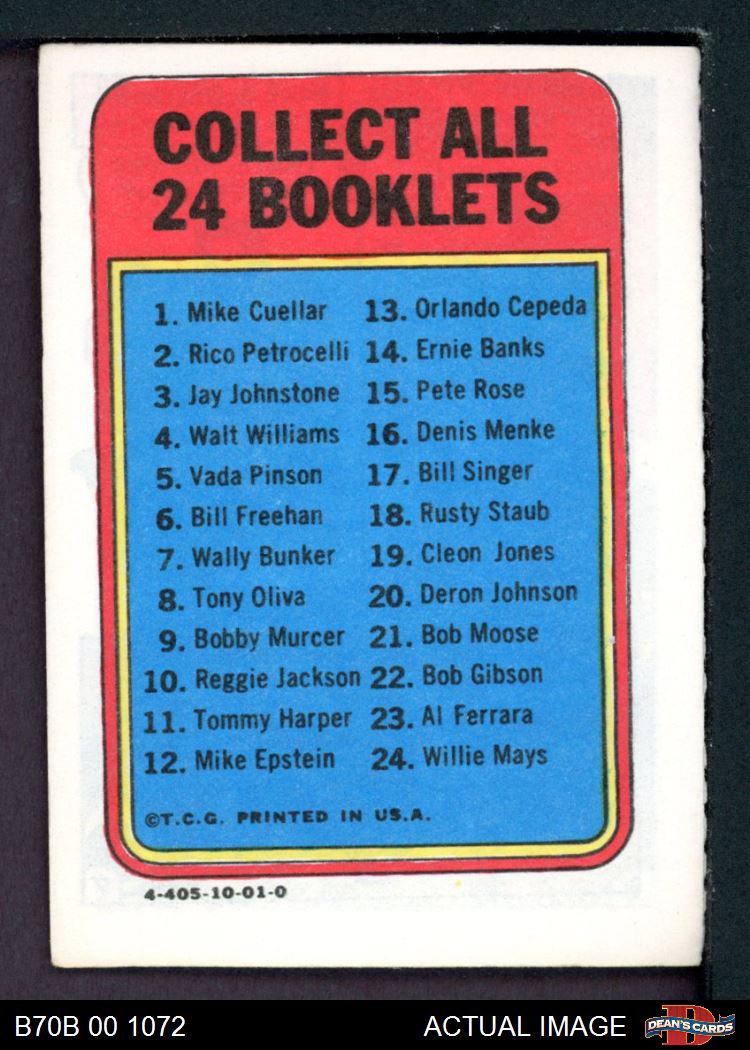 COLLECT ALL
24 BOOKLETS
1. Mike Cuellar
2. Rico Petrocelli
3. Jay Johnstone
4. Walt Williams
5. Vada Pinson
6. Bill Freehan
7. Wally Bunker
8. Tony Oliva
9. Bobby Murcer
10. Reggie Jackson
11. Tommy Harper
12. Mike Epstein
13. Orlando Cepeda
14. Ernie Banks
15. Pete Rose
16. Denis Menke
17. Bill Singer
18. Rusty Staub
19. Cleon Jones
20. Deron Johnson
21. Bob Moose
22. Bob Gibson
23. Al Ferrara
24. Willie Mays
©T.C.G. PRINTED IN U.S.A.
4-405-10-01-0
B70B 00 1072
ACTUAL IMAGE
D
DEAN'S CARDS